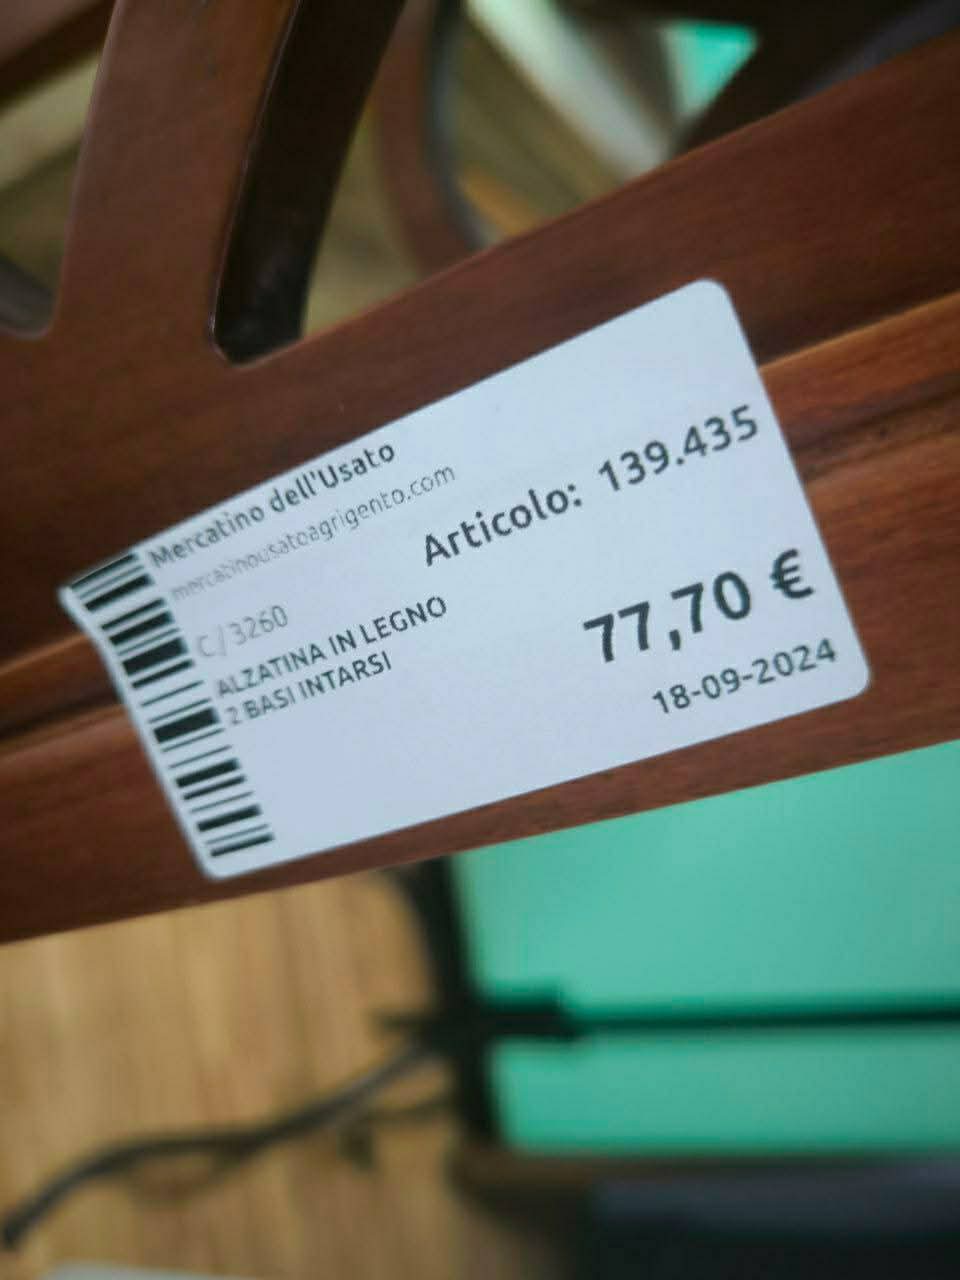 Mercatino dell'Usato
mercatinousatoagrigento.com
Articolo: 139.435
C/3260
ALZATINA IN LEGNO
2 BASI INTARSI
77,70 €
18-09-2024